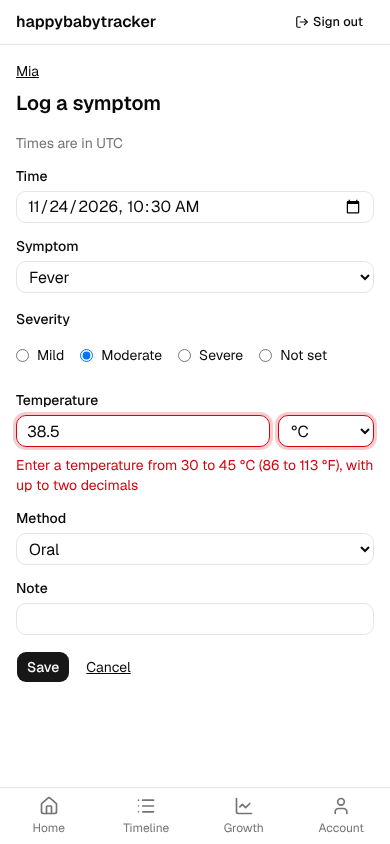 happybabytracker
Sign out
Mia
Log a symptom
Times are in UTC
Time
11/24/2026, 10:30 AM
Symptom
Fever
Severity
Mild
Moderate
Severe
Not set
Temperature
38.5
°C
Enter a temperature from 30 to 45 °C (86 to 113 °F), with
up to two decimals
Method
Oral
Note
Save
Cancel
Home
Timeline
Growth
Account